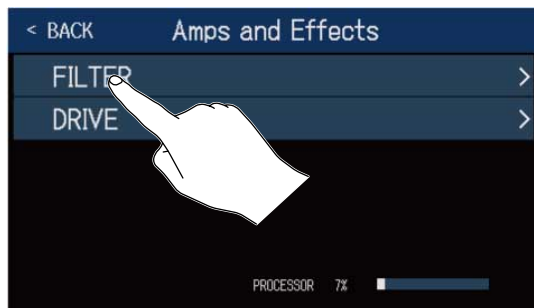 < BACK Amps and Effects
FILTER >
DRIVE >
PROCESSOR 7%